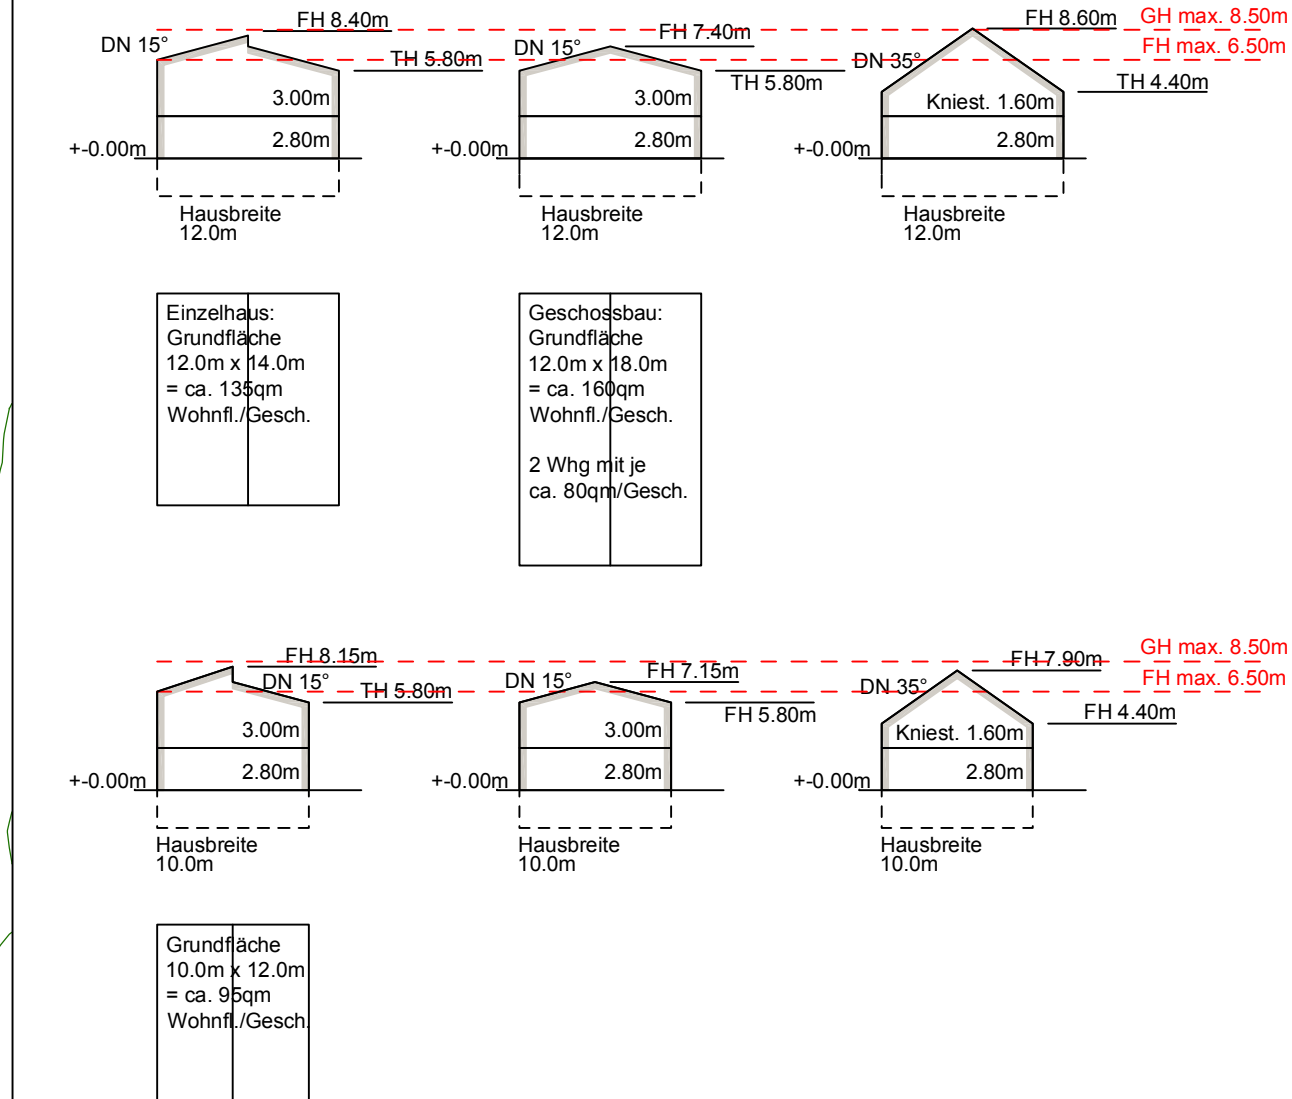 FH 8.40m
DN 15°
TH 5.80m
3.00m
2.80m
+-0.00m
Hausbreite
12.0m
FH 7.40m
DN 15°
TH 5.80m
3.00m
2.80m
+-0.00m
Hausbreite
12.0m
FH 8.60m
GH max. 8.50m
FH max. 6.50m
DN 35°
TH 4.40m
Kniest. 1.60m
2.80m
+-0.00m
Hausbreite
12.0m
Einzelhaus:
Grundfläche
12.0m x 14.0m
= ca. 135qm
Wohnfl./Gesch.
Geschossbau:
Grundfläche
12.0m x 18.0m
= ca. 160qm
Wohnfl./Gesch.
2 Whg mit je
ca. 80qm/Gesch.
FH 8.15m
DN 15°
TH 5.80m
3.00m
2.80m
+-0.00m
Hausbreite
10.0m
FH 7.15m
DN 15°
FH 5.80m
3.00m
2.80m
+-0.00m
Hausbreite
10.0m
GH max. 8.50m
FH 7.90m
FH max. 6.50m
DN 35°
FH 4.40m
Kniest. 1.60m
2.80m
+-0.00m
Hausbreite
10.0m
Grundfläche
10.0m x 12.0m
= ca. 95qm
Wohnfl./Gesch.